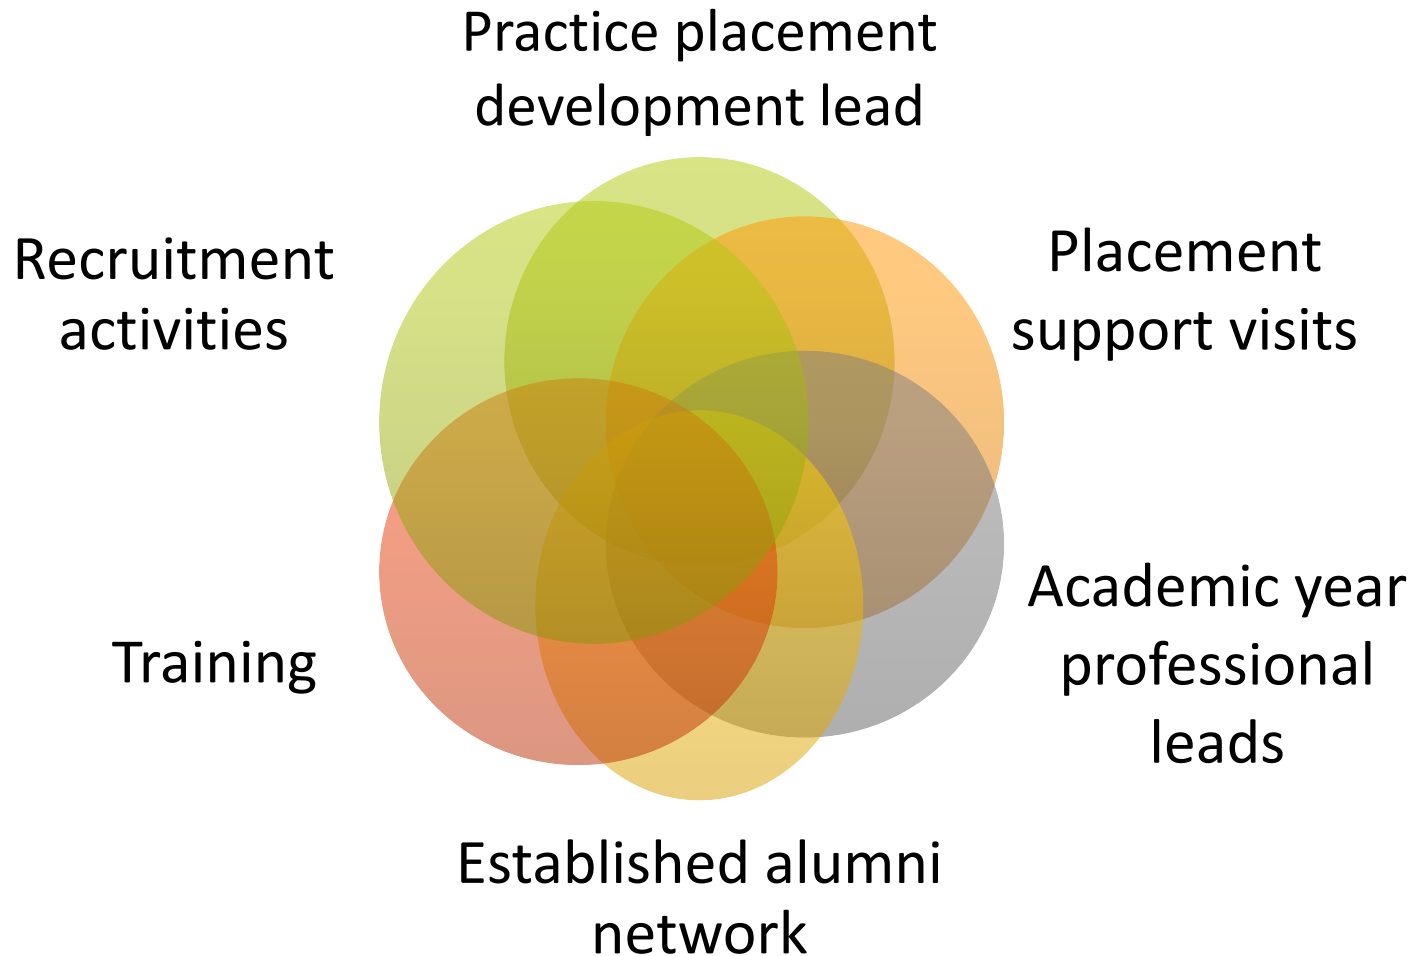 Practice placement
development lead
Placement
support visits
Academic year
professional
leads
Established alumni
network
Training
Recruitment
activities